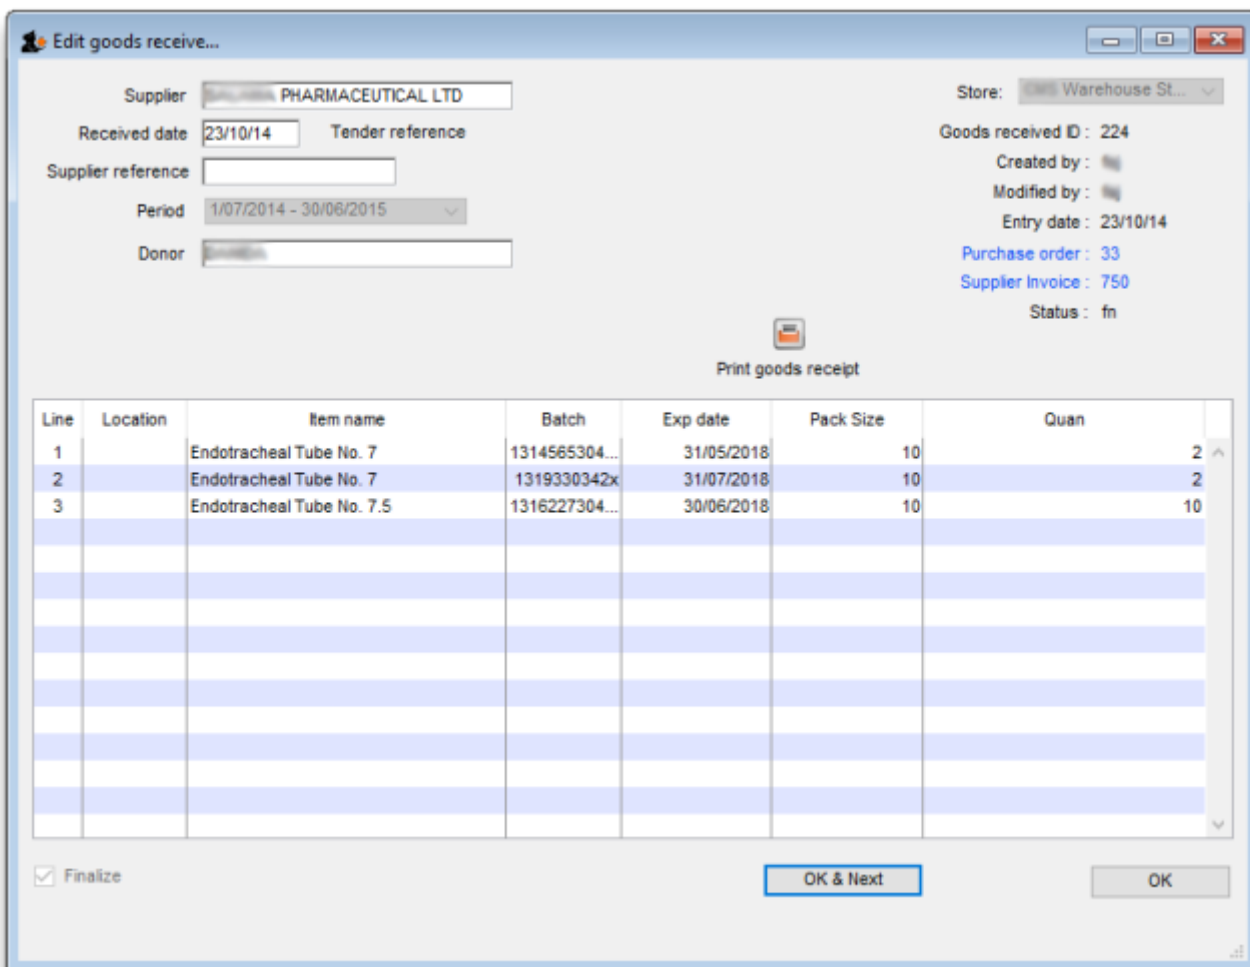 Edit goods receive...
Supplier PHARMACEUTICAL LTD
Store: Warehouse St...
Received date 23/10/14 Tender reference
Goods received ID : 224
Supplier reference
Created by :
Modified by :
Period 1/07/2014 - 30/06/2015
Entry date : 23/10/14
Donor
Purchase order : 33
Supplier Invoice : 750
Status : fn
Print goods receipt
Line Location Item name Batch Exp date Pack Size Quan
1 Endotracheal Tube No. 7 1314565304... 31/05/2018 10 2
2 Endotracheal Tube No. 7 1319330342x 31/07/2018 10 2
3 Endotracheal Tube No. 7.5 1316227304... 30/06/2018 10 10
Finalize
OK & Next
OK